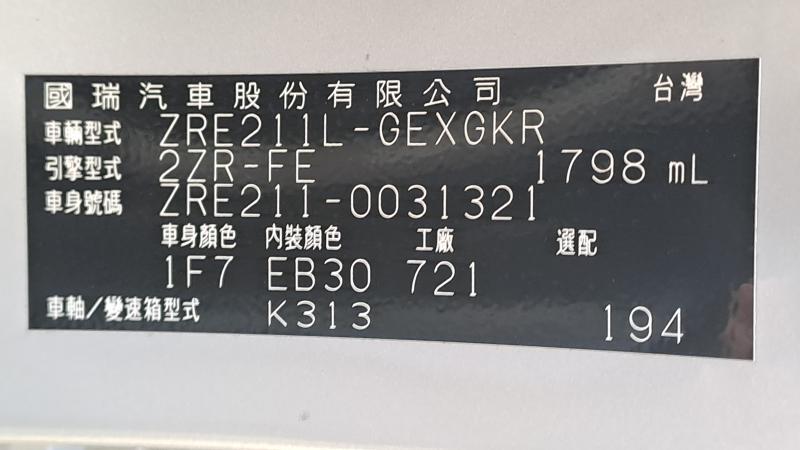 國瑞汽車股份有限公司 台灣
車輛型式 ZRE211L-GEXGKR
引擎型式 2ZR-FE 1798 mL
車身號碼 ZRE211-0031321
車身顏色 內裝顏色 工廠 選配
1F7 EB30 721
車軸/變速箱型式 K313 194